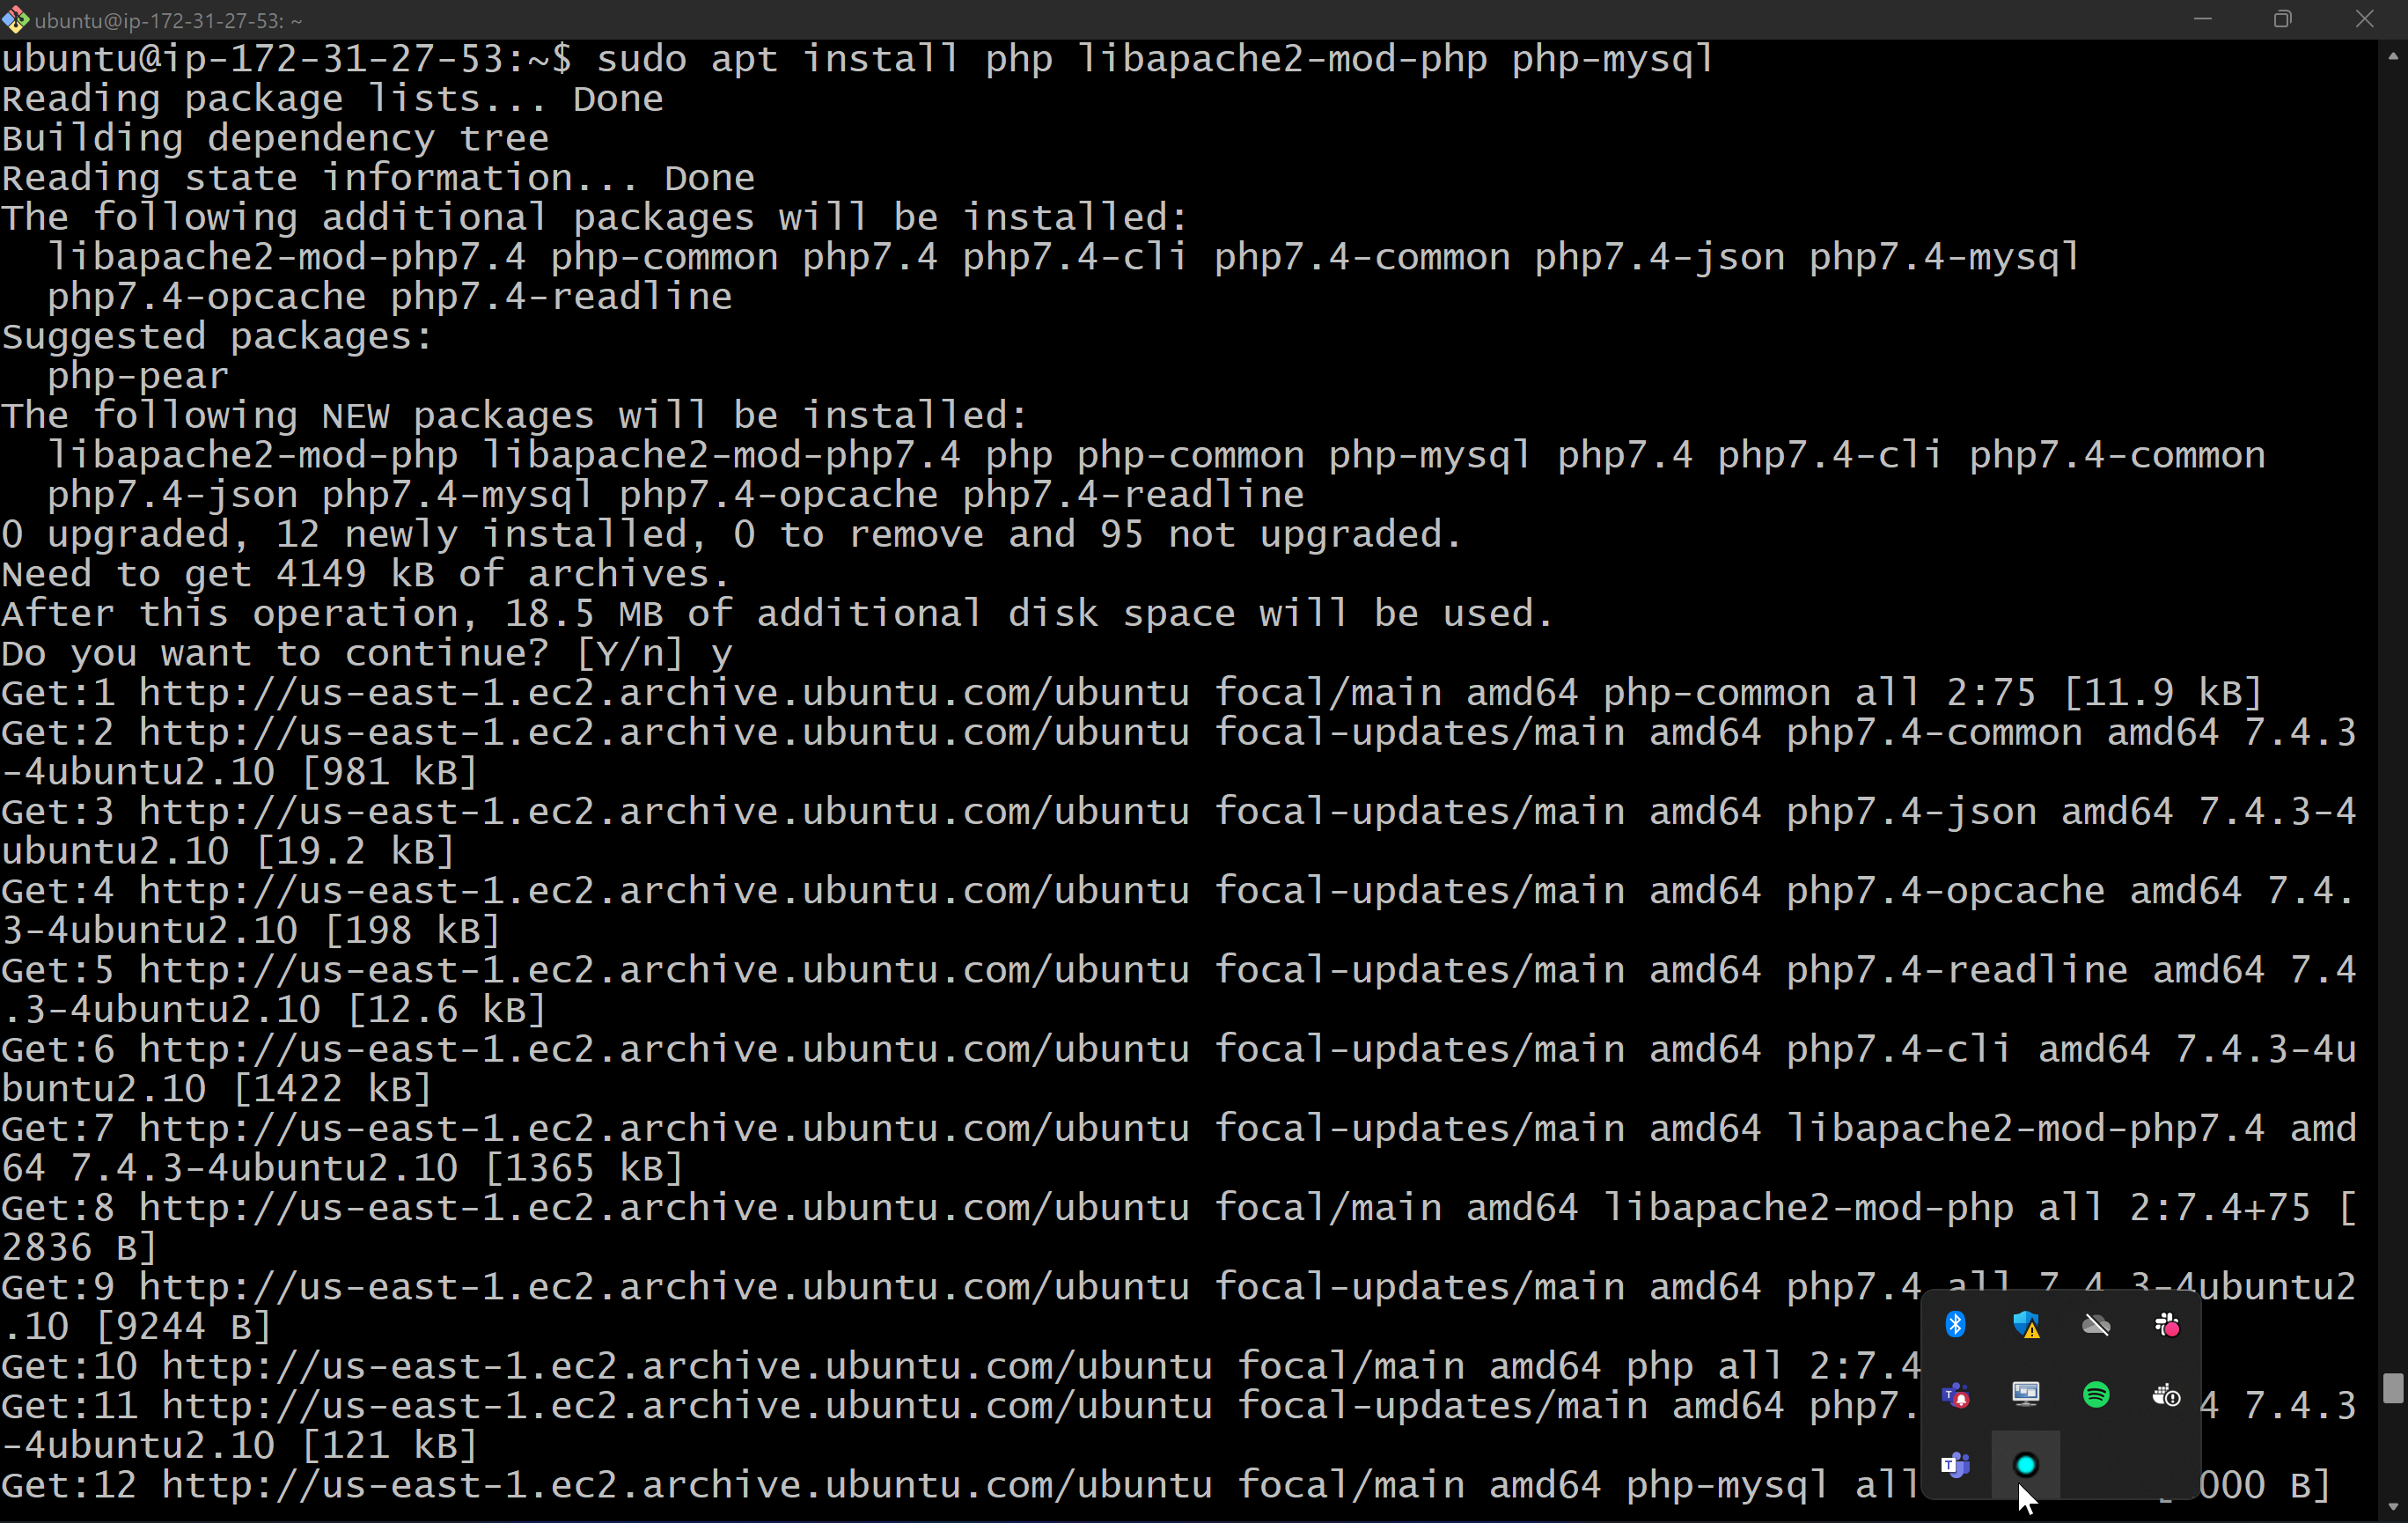 ubuntu@ip-172-31-27-53: ~
ubuntu@ip-172-31-27-53:~$ sudo apt install php libapache2-mod-php php-mysql
Reading package lists... Done
Building dependency tree
Reading state information... Done
The following additional packages will be installed:
  libapache2-mod-php7.4 php-common php7.4 php7.4-cli php7.4-common php7.4-json php7.4-mysql
  php7.4-opcache php7.4-readline
Suggested packages:
  php-pear
The following NEW packages will be installed:
  libapache2-mod-php libapache2-mod-php7.4 php php-common php-mysql php7.4 php7.4-cli php7.4-common
  php7.4-json php7.4-mysql php7.4-opcache php7.4-readline
0 upgraded, 12 newly installed, 0 to remove and 95 not upgraded.
Need to get 4149 kB of archives.
After this operation, 18.5 MB of additional disk space will be used.
Do you want to continue? [Y/n] y
Get:1 http://us-east-1.ec2.archive.ubuntu.com/ubuntu focal/main amd64 php-common all 2:75 [11.9 kB]
Get:2 http://us-east-1.ec2.archive.ubuntu.com/ubuntu focal-updates/main amd64 php7.4-common amd64 7.4.3
-4ubuntu2.10 [981 kB]
Get:3 http://us-east-1.ec2.archive.ubuntu.com/ubuntu focal-updates/main amd64 php7.4-json amd64 7.4.3-4
ubuntu2.10 [19.2 kB]
Get:4 http://us-east-1.ec2.archive.ubuntu.com/ubuntu focal-updates/main amd64 php7.4-opcache amd64 7.4.
3-4ubuntu2.10 [198 kB]
Get:5 http://us-east-1.ec2.archive.ubuntu.com/ubuntu focal-updates/main amd64 php7.4-readline amd64 7.4
.3-4ubuntu2.10 [12.6 kB]
Get:6 http://us-east-1.ec2.archive.ubuntu.com/ubuntu focal-updates/main amd64 php7.4-cli amd64 7.4.3-4u
buntu2.10 [1422 kB]
Get:7 http://us-east-1.ec2.archive.ubuntu.com/ubuntu focal-updates/main amd64 libapache2-mod-php7.4 amd
64 7.4.3-4ubuntu2.10 [1365 kB]
Get:8 http://us-east-1.ec2.archive.ubuntu.com/ubuntu focal/main amd64 libapache2-mod-php all 2:7.4+75 [
2836 B]
Get:9 http://us-east-1.ec2.archive.ubuntu.com/ubuntu focal-updates/main amd64 php7.4 all 7.4.3-4ubuntu2
.10 [9244 B]
Get:10 http://us-east-1.ec2.archive.ubuntu.com/ubuntu focal/main amd64 php all 2:7.4
Get:11 http://us-east-1.ec2.archive.ubuntu.com/ubuntu focal-updates/main amd64 php7. 4 7.4.3
-4ubuntu2.10 [121 kB]
Get:12 http://us-east-1.ec2.archive.ubuntu.com/ubuntu focal/main amd64 php-mysql all 000 B]